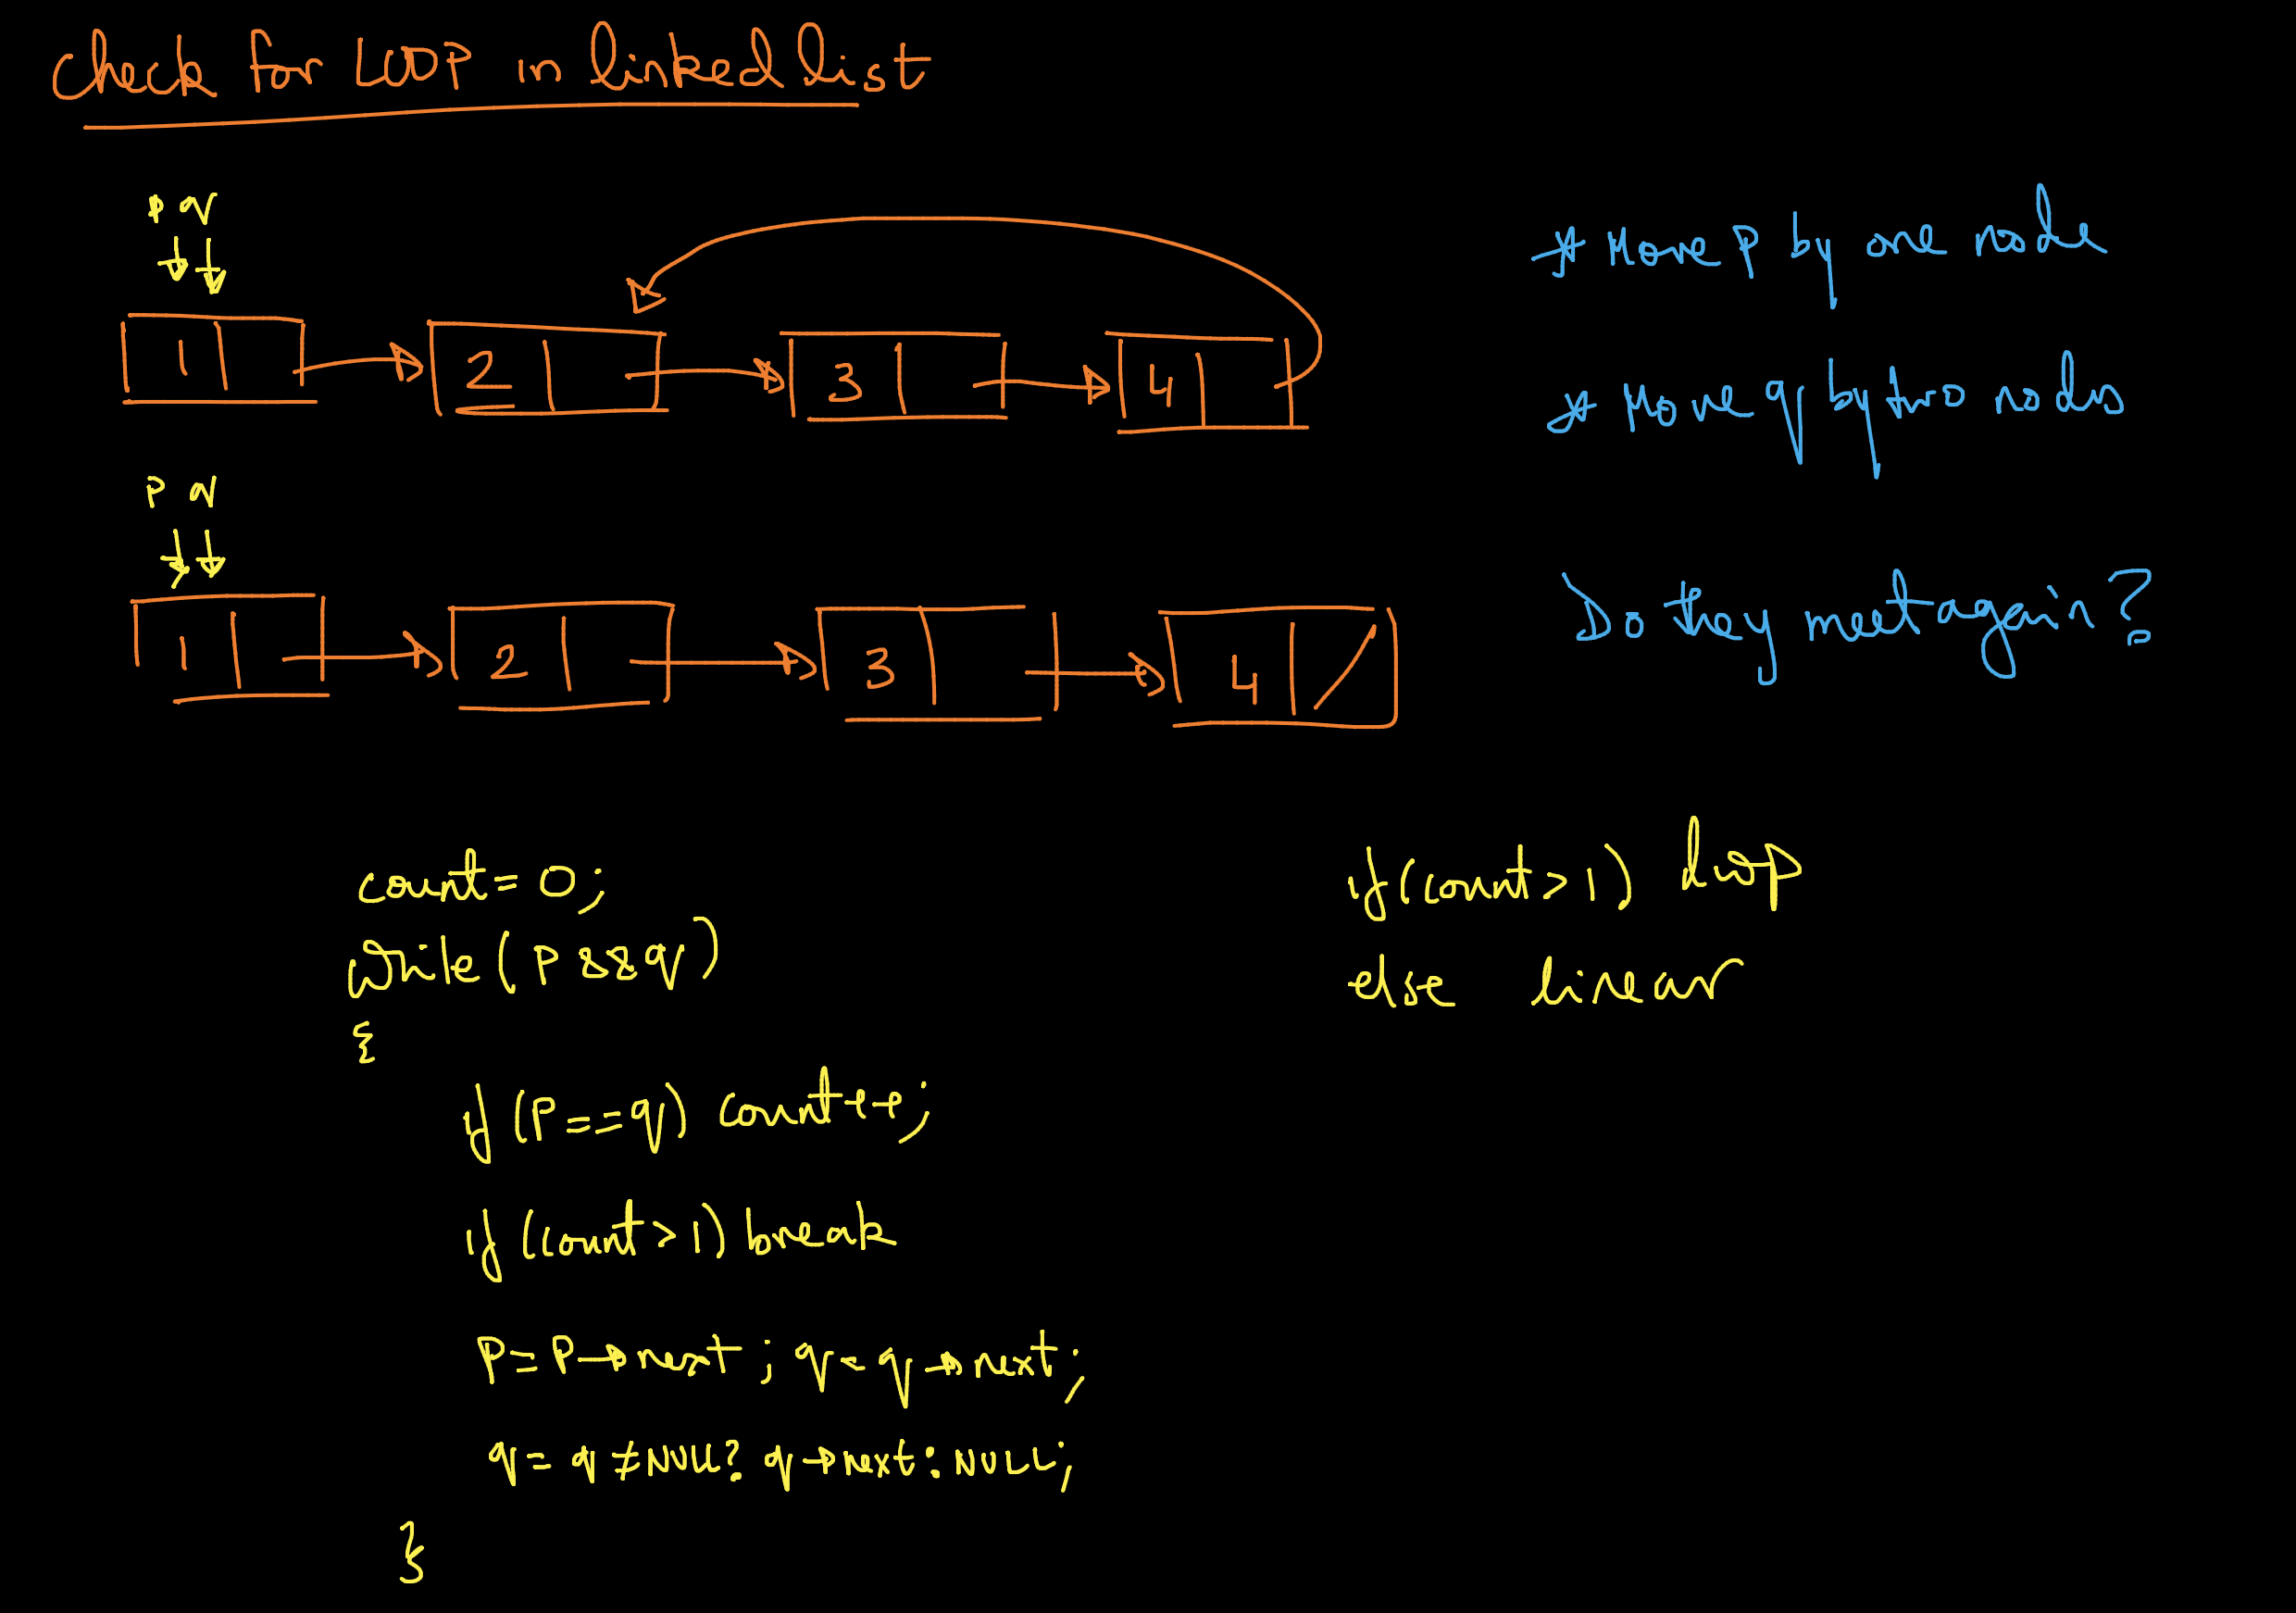 Check for LOOP in linked list
p q
* Move p by one node
1 2 3 4
* Move q by two nodes
P q
Do they meet again?
1 2 3 4
count = 0;
while (P && q)
{
if (P == q) count++;
if (count > 1) break
P = P→next ; q = q→next;
q = q ≠ NULL? q→next : NULL;
}
if (count > 1) loop
else linear